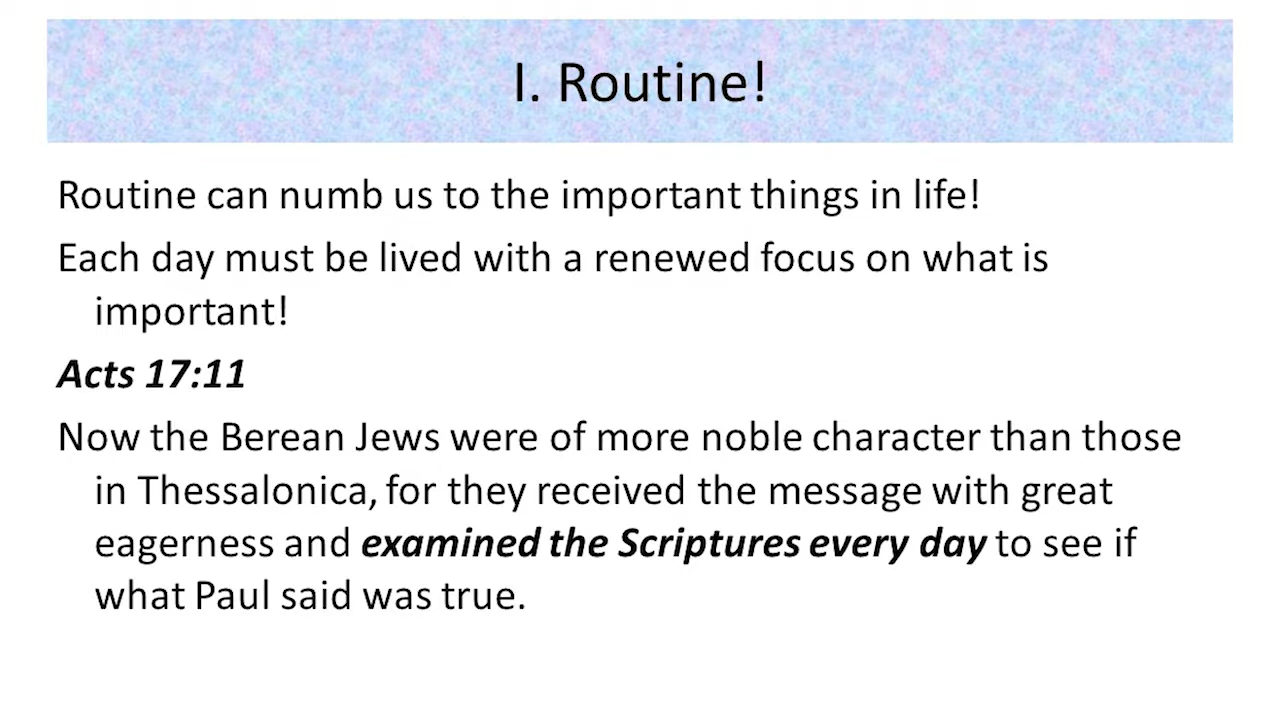 I. Routine!
Routine can numb us to the important things in life!
Each day must be lived with a renewed focus on what is
important!
Acts 17:11
Now the Berean Jews were of more noble character than those
in Thessalonica, for they received the message with great
eagerness and examined the Scriptures every day to see if
what Paul said was true.